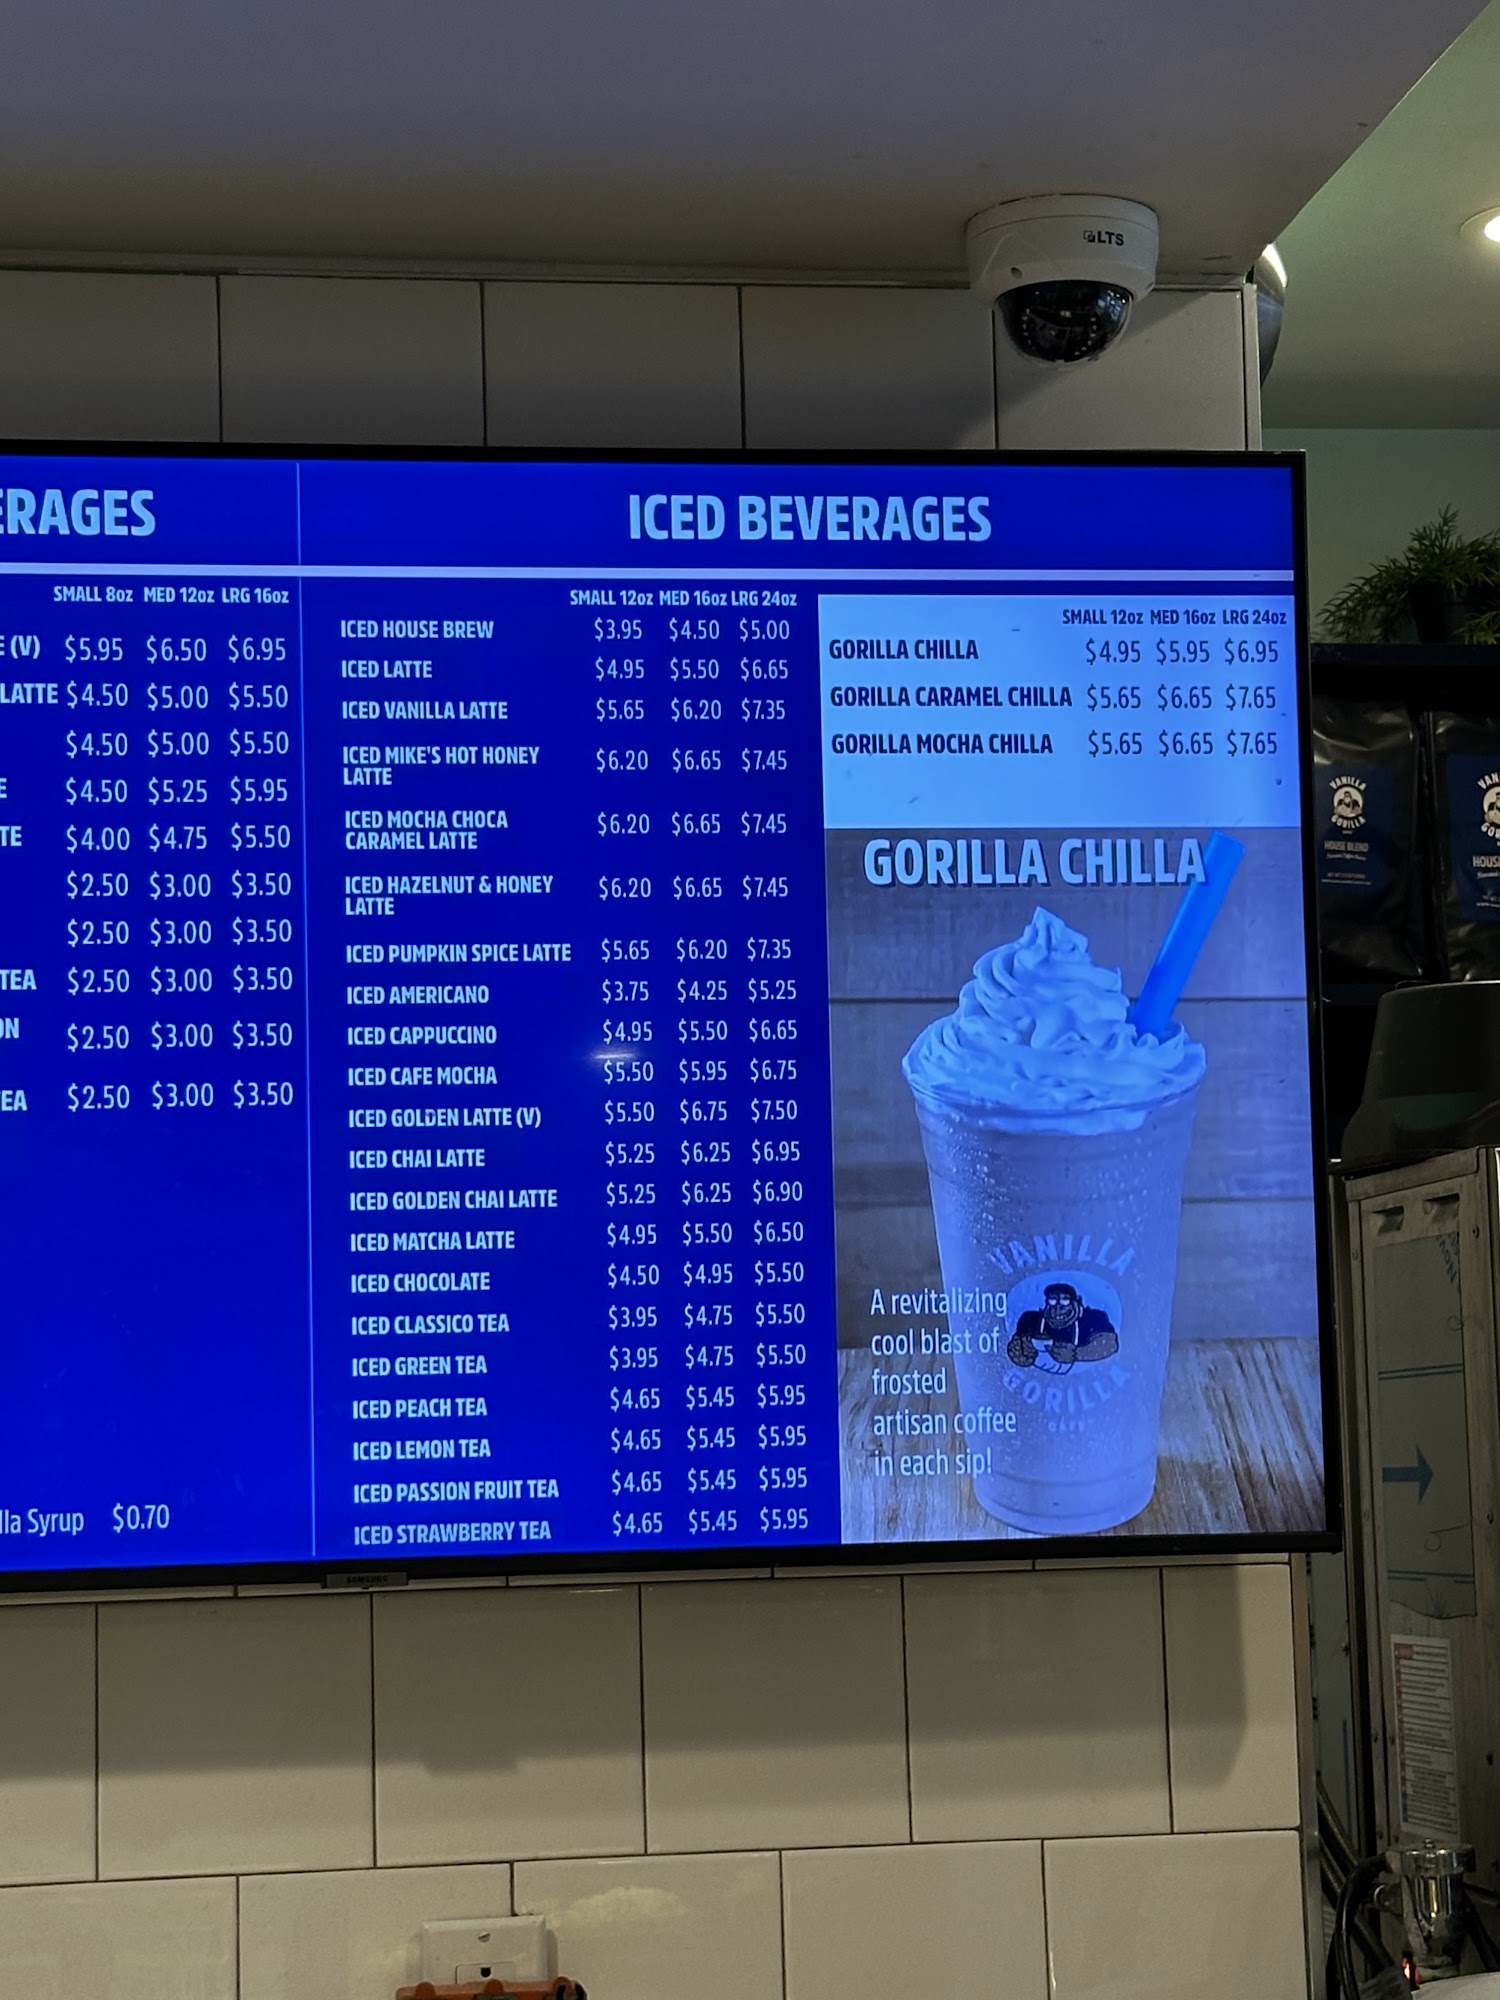 LTS
ERAGES
SMALL 8oz MED 12oz LRG 16oz
E (V) $5.95 $6.50 $6.95
LATTE $4.50 $5.00 $5.50
$4.50 $5.00 $5.50
E $4.50 $5.25 $5.95
TE $4.00 $4.75 $5.50
$2.50 $3.00 $3.50
$2.50 $3.00 $3.50
TEA $2.50 $3.00 $3.50
ON $2.50 $3.00 $3.50
EA $2.50 $3.00 $3.50
lla Syrup $0.70
ICED BEVERAGES
SMALL 12oz MED 16oz LRG 24oz
ICED HOUSE BREW $3.95 $4.50 $5.00
ICED LATTE $4.95 $5.50 $6.65
ICED VANILLA LATTE $5.65 $6.20 $7.35
ICED MIKE'S HOT HONEY
LATTE $6.20 $6.65 $7.45
ICED MOCHA CHOCA
CARAMEL LATTE $6.20 $6.65 $7.45
ICED HAZELNUT & HONEY
LATTE $6.20 $6.65 $7.45
ICED PUMPKIN SPICE LATTE $5.65 $6.20 $7.35
ICED AMERICANO $3.75 $4.25 $5.25
ICED CAPPUCCINO $4.95 $5.50 $6.65
ICED CAFE MOCHA $5.50 $5.95 $6.75
ICED GOLDEN LATTE (V) $5.50 $6.75 $7.50
ICED CHAI LATTE $5.25 $6.25 $6.95
ICED GOLDEN CHAI LATTE $5.25 $6.25 $6.90
ICED MATCHA LATTE $4.95 $5.50 $6.50
ICED CHOCOLATE $4.50 $4.95 $5.50
ICED CLASSICO TEA $3.95 $4.75 $5.50
ICED GREEN TEA $3.95 $4.75 $5.50
ICED PEACH TEA $4.65 $5.45 $5.95
ICED LEMON TEA $4.65 $5.45 $5.95
ICED PASSION FRUIT TEA $4.65 $5.45 $5.95
ICED STRAWBERRY TEA $4.65 $5.45 $5.95
SMALL 12oz MED 16oz LRG 24oz
GORILLA CHILLA $4.95 $5.95 $6.95
GORILLA CARAMEL CHILLA $5.65 $6.65 $7.65
GORILLA MOCHA CHILLA $5.65 $6.65 $7.65
GORILLA CHILLA
VANILLA
GORILLA
A revitalizing
cool blast of
frosted
artisan coffee
in each sip!
SAMSUNG
VANILLA
GORILLA
HOUSE BLEND
VAN
GO
HOUS